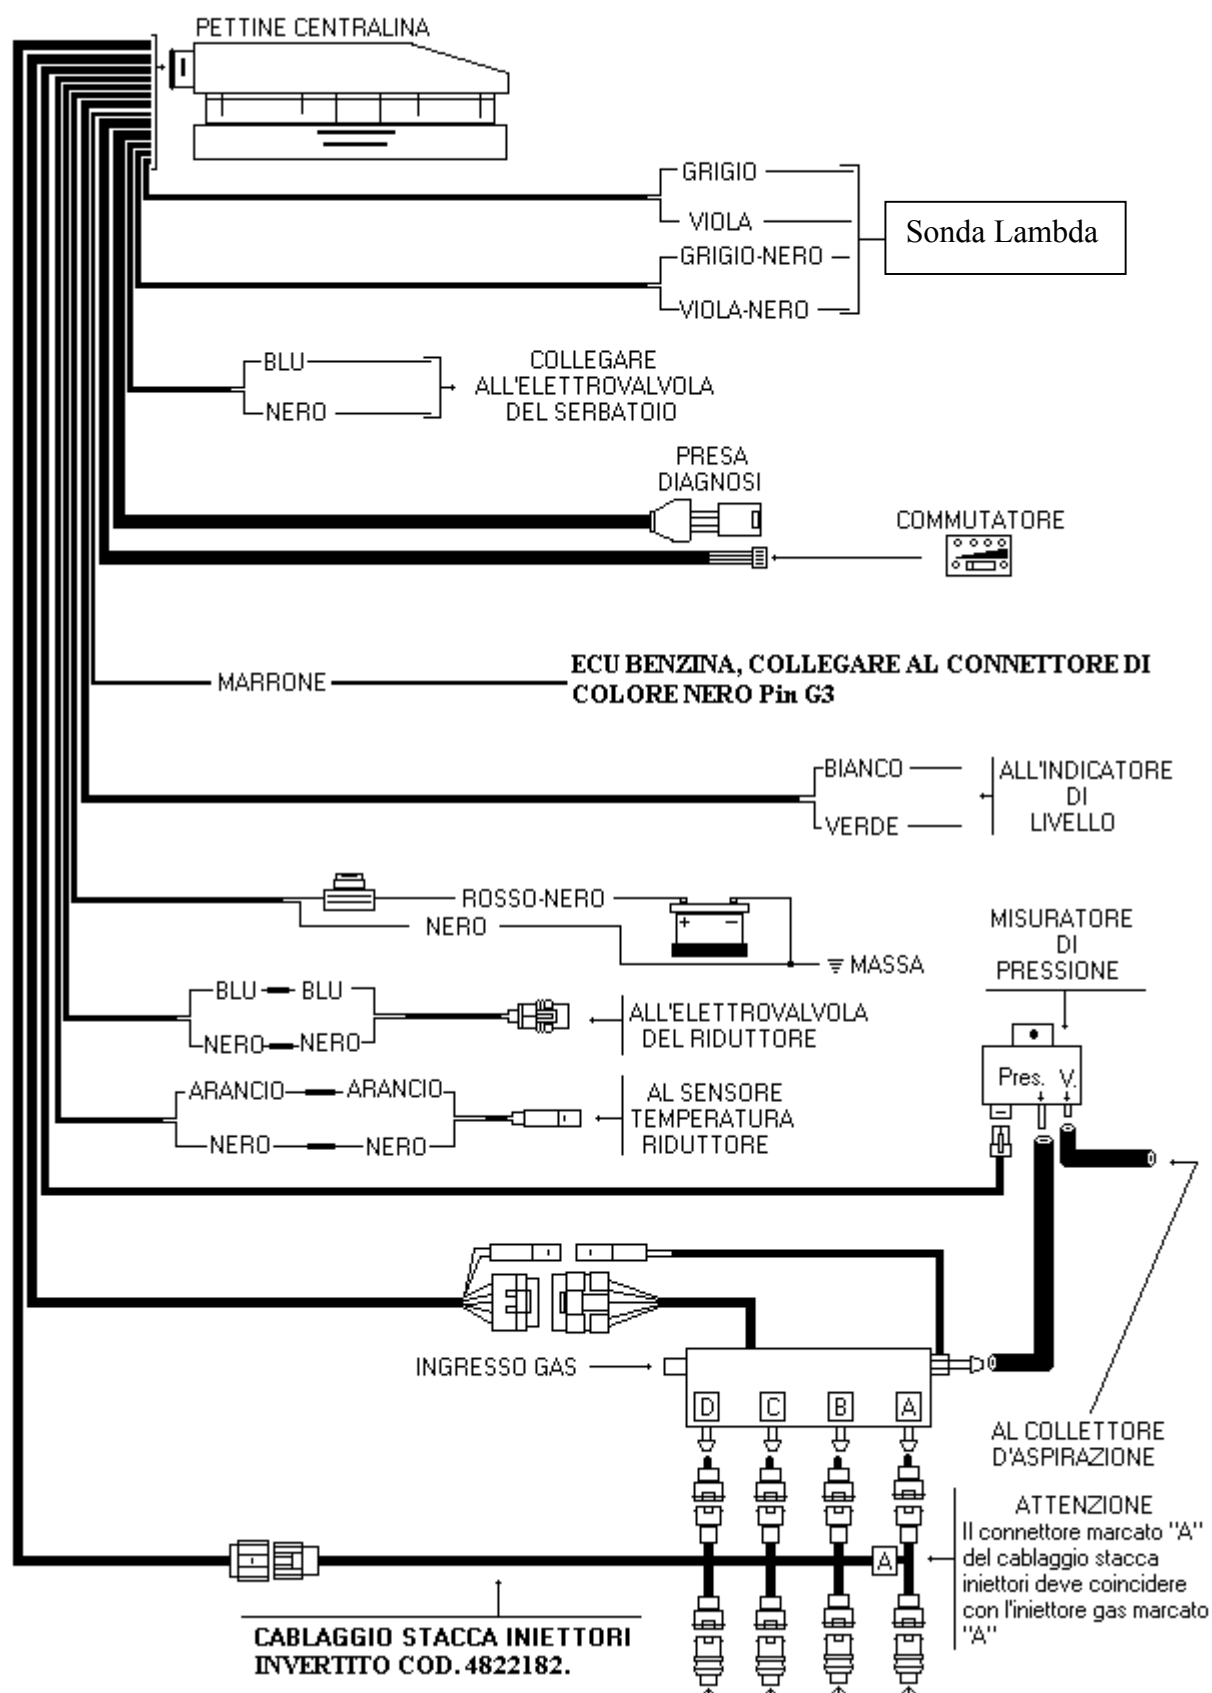 PETTINE CENTRALINA
GRIGIO
VIOLA
GRIGIO-NERO
VIOLA-NERO
Sonda Lambda
BLU
NERO
COLLEGARE
ALL'ELETTROVALVOLA
DEL SERBATOIO
PRESA
DIAGNOSI
COMMUTATORE
MARRONE
ECU BENZINA, COLLEGARE AL CONNETTORE DI
COLORE NERO Pin G3
BIANCO
VERDE
ALL'INDICATORE
DI
LIVELLO
ROSSO-NERO
NERO
+ −
MASSA
MISURATORE
DI
PRESSIONE
BLU BLU
NERO NERO
ALL'ELETTROVALVOLA
DEL RIDUTTORE
Pres. V.
ARANCIO ARANCIO
NERO NERO
AL SENSORE
TEMPERATURA
RIDUTTORE
INGRESSO GAS
D C B A
AL COLLETTORE
D'ASPIRAZIONE
A
ATTENZIONE
Il connettore marcato "A"
del cablaggio stacca
iniettori deve coincidere
con l'iniettore gas marcato
"A"
CABLAGGIO STACCA INIETTORI
INVERTITO COD. 4822182.